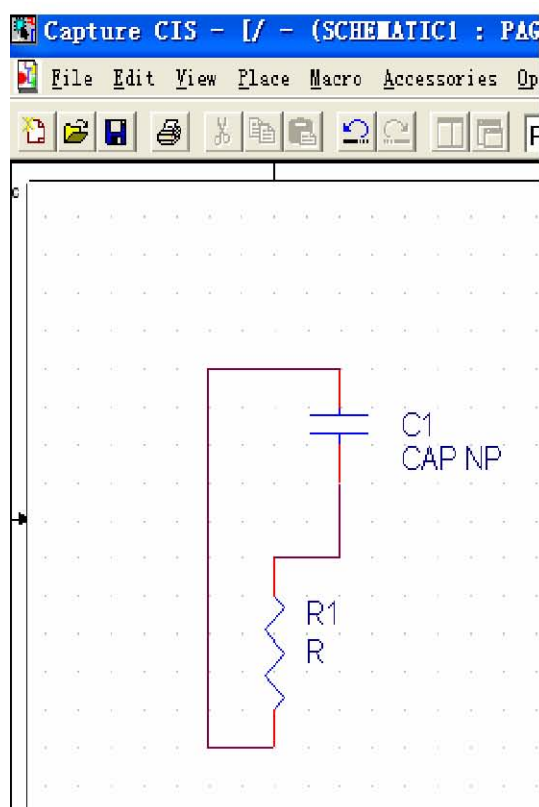 Capture CIS - [/ - (SCHEMATIC1 : PAG
File Edit View Place Macro Accessories Op
C1
CAP NP
R1
R